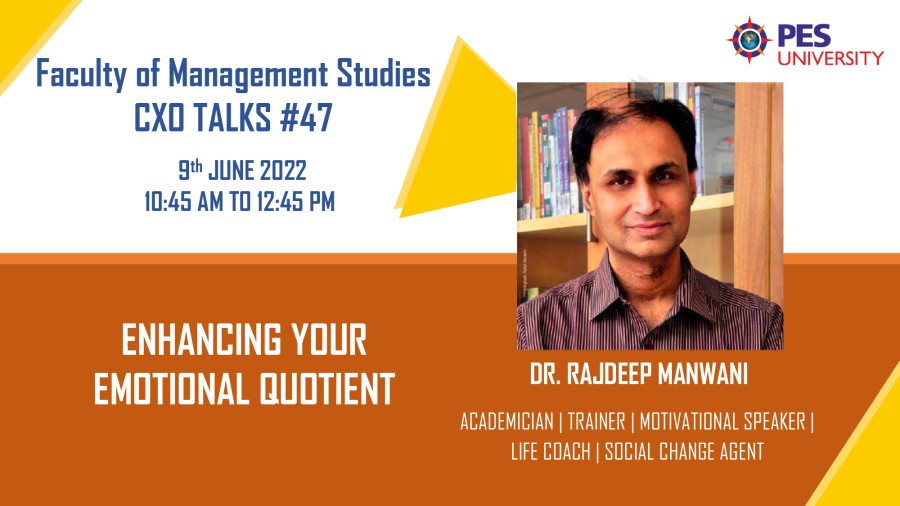 PES
UNIVERSITY
Faculty of Management Studies
CXO TALKS #47
9th JUNE 2022
10:45 AM TO 12:45 PM
ENHANCING YOUR
EMOTIONAL QUOTIENT
DR. RAJDEEP MANWANI
ACADEMICIAN | TRAINER | MOTIVATIONAL SPEAKER |
LIFE COACH | SOCIAL CHANGE AGENT